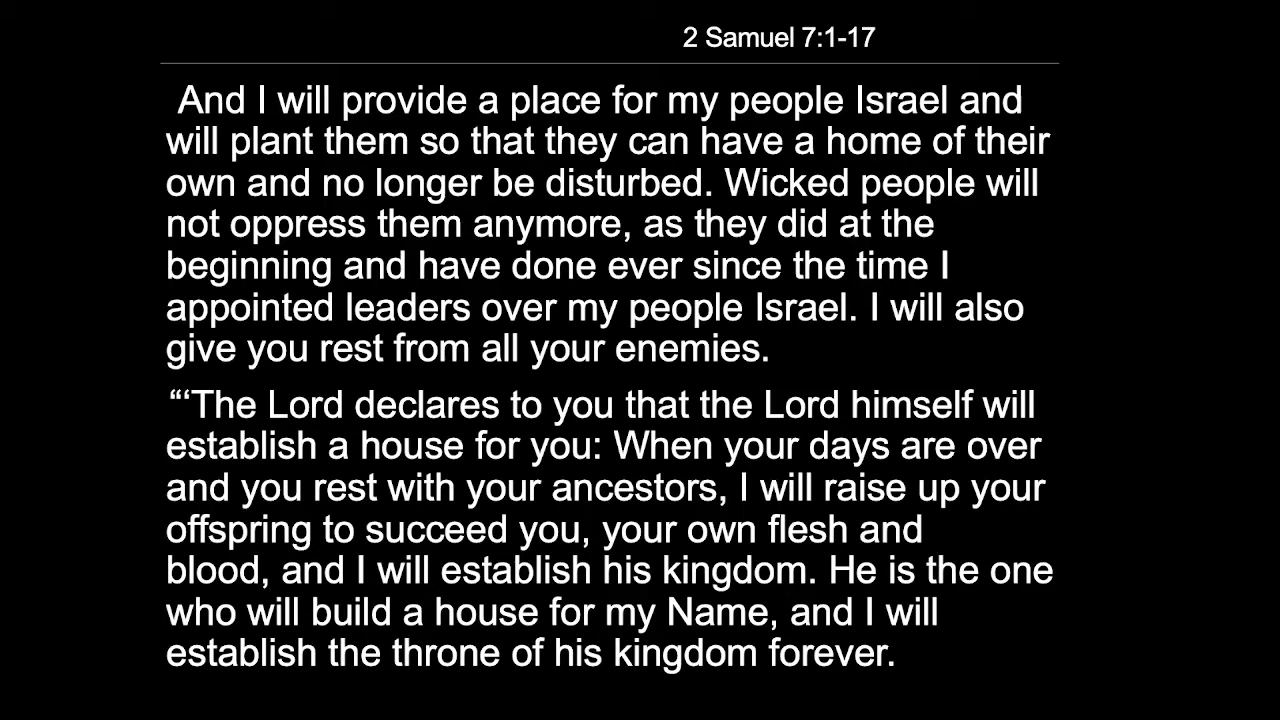 2 Samuel 7:1-17
And I will provide a place for my people Israel and
will plant them so that they can have a home of their
own and no longer be disturbed. Wicked people will
not oppress them anymore, as they did at the
beginning and have done ever since the time I
appointed leaders over my people Israel. I will also
give you rest from all your enemies.
“‘The Lord declares to you that the Lord himself will
establish a house for you: When your days are over
and you rest with your ancestors, I will raise up your
offspring to succeed you, your own flesh and
blood, and I will establish his kingdom. He is the one
who will build a house for my Name, and I will
establish the throne of his kingdom forever.